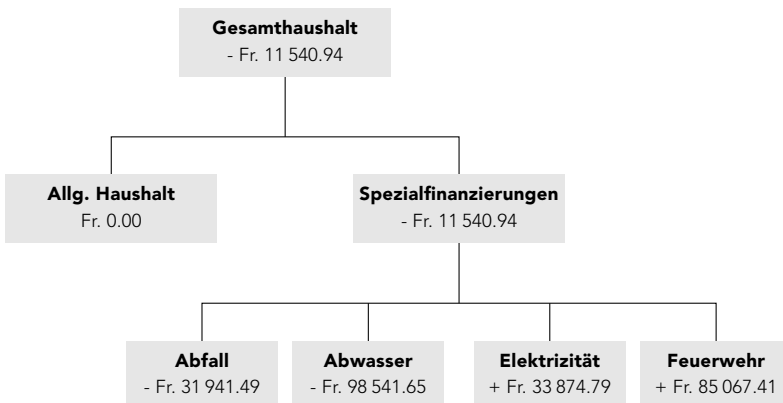 Gesamthaushalt
- Fr. 11 540.94
Allg. Haushalt
Fr. 0.00
Spezialfinanzierungen
- Fr. 11 540.94
Abfall
- Fr. 31 941.49
Abwasser
- Fr. 98 541.65
Elektrizität
+ Fr. 33 874.79
Feuerwehr
+ Fr. 85 067.41